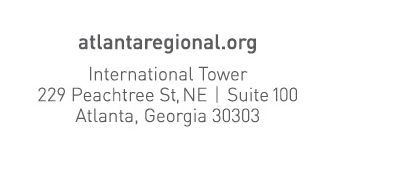 atlantaregional.org
International Tower
229 Peachtree St, NE | Suite 100
Atlanta, Georgia 30303